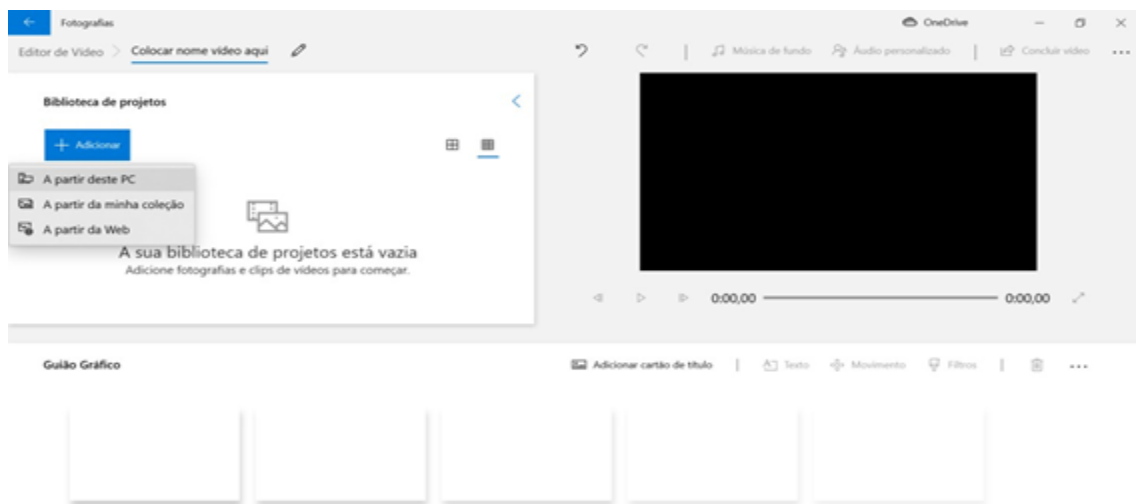 Fotografias
OneDrive
Editor de Vídeo
Colocar nome vídeo aqui
Música de fundo
Áudio personalizado
Concluir vídeo
Biblioteca de projetos
Adicionar
A partir deste PC
A partir da minha coleção
A partir da Web
A sua biblioteca de projetos está vazia
Adicione fotografias e clips de vídeos para começar.
0:00,00
0:00,00
Guião Gráfico
Adicionar cartão de título
Texto
Movimento
Filtros